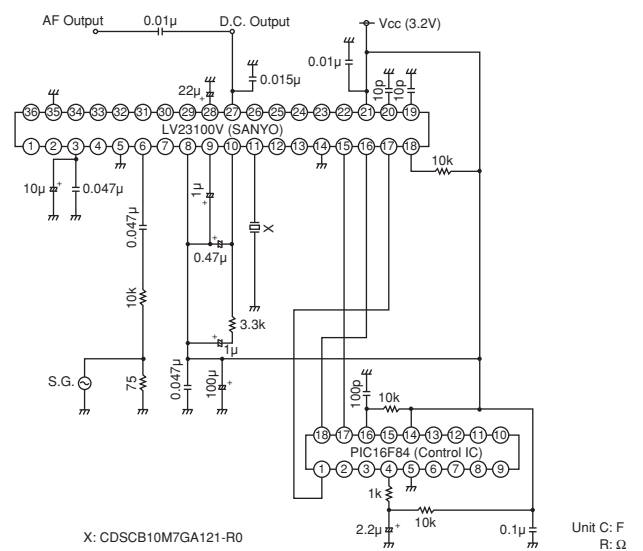 AF Output 0.01μ D.C. Output Vcc (3.2V)
0.01μ
0.015μ
22μ + 10p 10p
36 35 34 33 32 31 30 29 28 27 26 25 24 23 22 21 20 19
LV23100V (SANYO)
1 2 3 4 5 6 7 8 9 10 11 12 13 14 15 16 17 18
10k
10μ + 0.047μ
1μ +
0.047μ X
+
0.47μ
10k
3.3k
+
1μ
S.G. 75 0.047μ 100μ + 100p 10k
18 17 16 15 14 13 12 11 10
PIC16F84 (Control IC)
1 2 3 4 5 6 7 8 9
1k
10k
2.2μ + 0.1μ
X: CDSCB10M7GA121-R0
Unit C: F
R: Ω